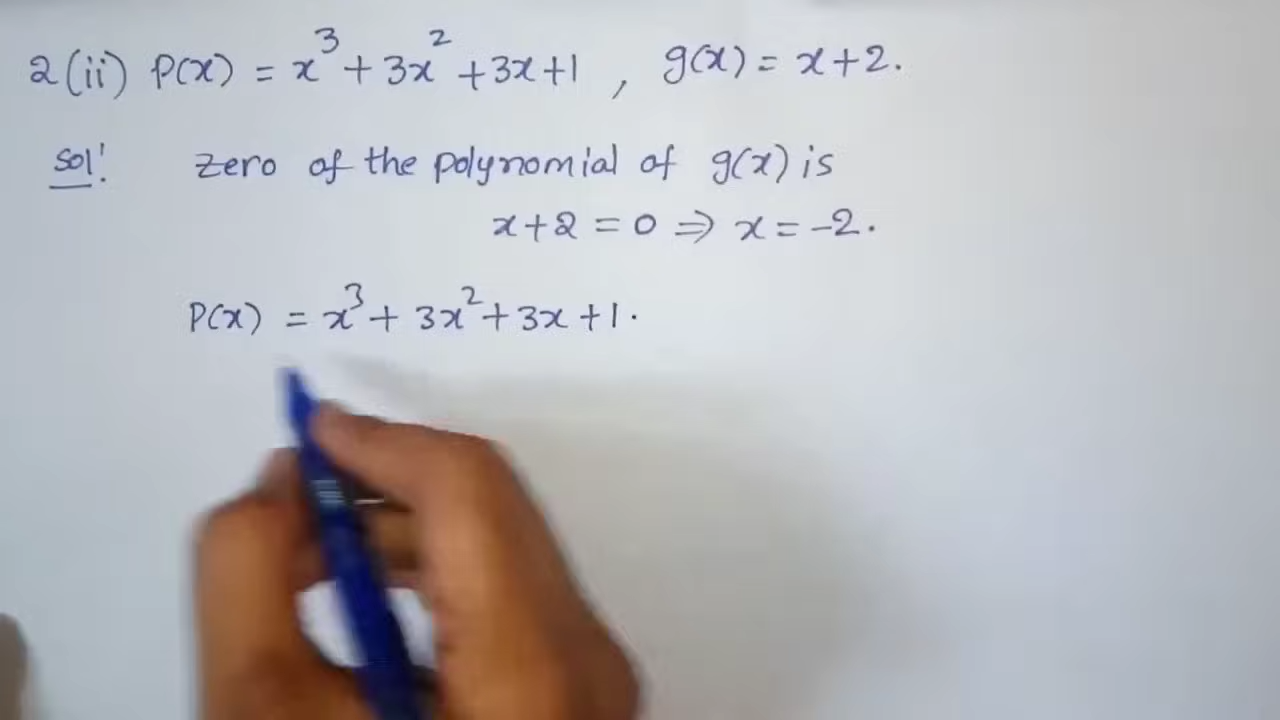 2(ii) P(x) = x³ + 3x² + 3x + 1 , g(x) = x + 2.
Sol! zero of the polynomial of g(x) is
x + 2 = 0 ⇒ x = -2.
P(x) = x³ + 3x² + 3x + 1.